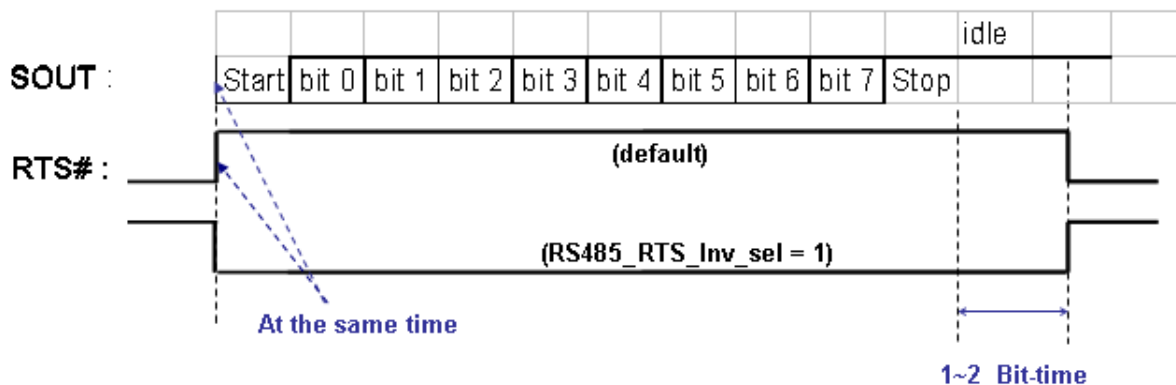 idle
SOUT : Start bit 0 bit 1 bit 2 bit 3 bit 4 bit 5 bit 6 bit 7 Stop
(default)
RTS# :
(RS485_RTS_Inv_sel = 1)
At the same time
1~2 Bit-time